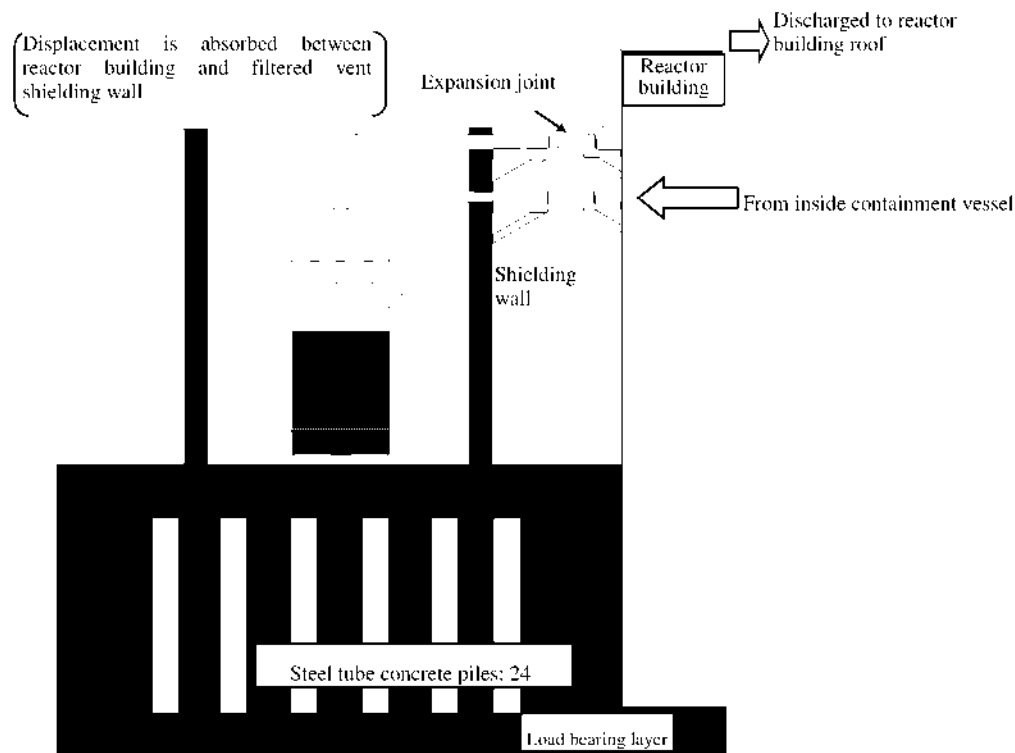 Displacement is absorbed between
reactor building and filtered vent
shielding wall
Discharged to reactor
building roof
Reactor
building
Expansion joint
From inside containment vessel
Shielding
wall
Steel tube concrete piles: 24
Load bearing layer